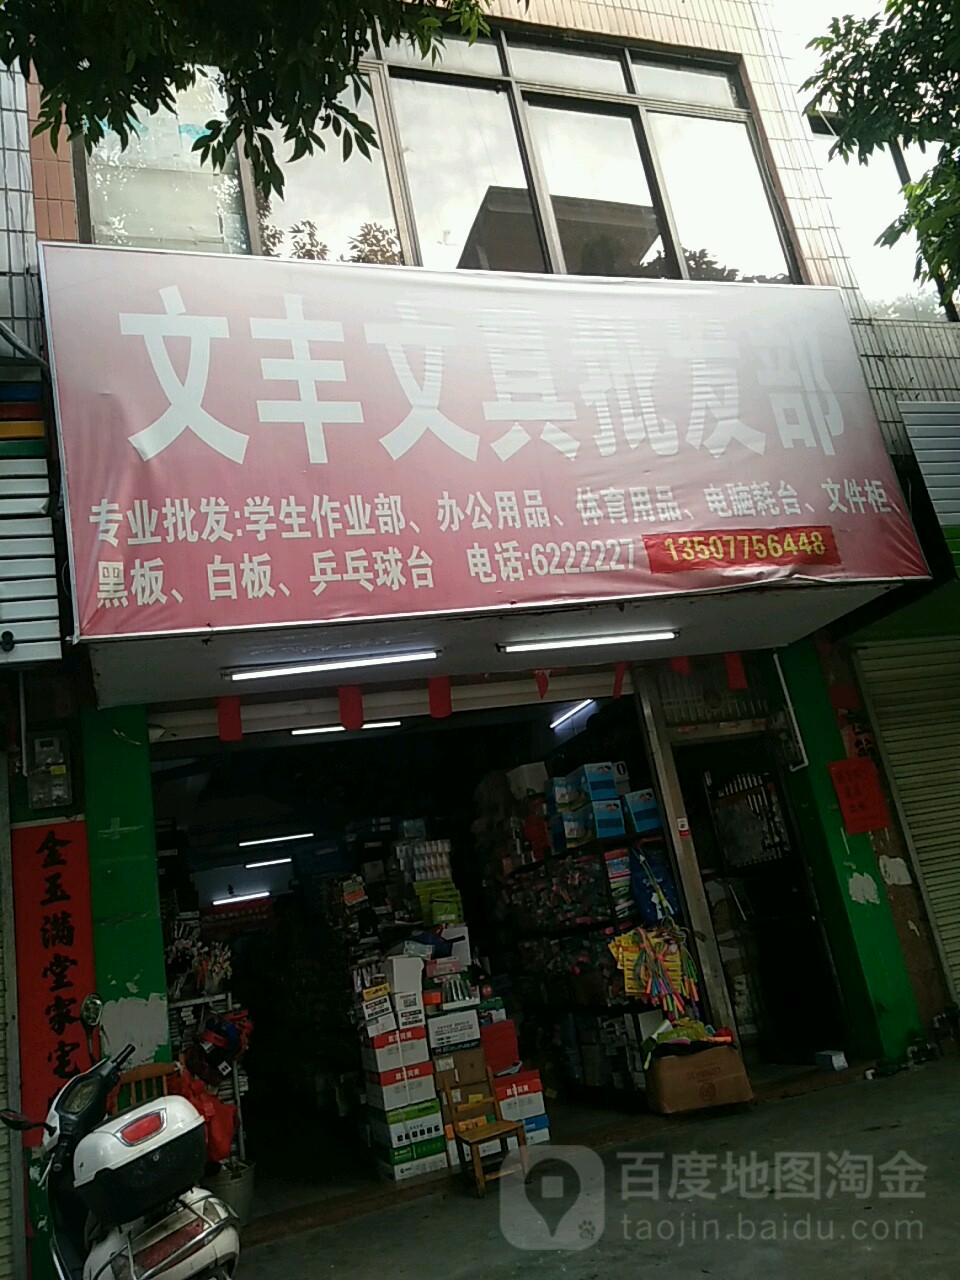 文丰文具批发部
专业批发:学生作业部、办公用品、体育用品、电脑耗台、文件柜
黑板、白板、乒乓球台 电话:6222227 13507756448
金玉满堂家宅
百度地图淘金
taojin.baidu.com